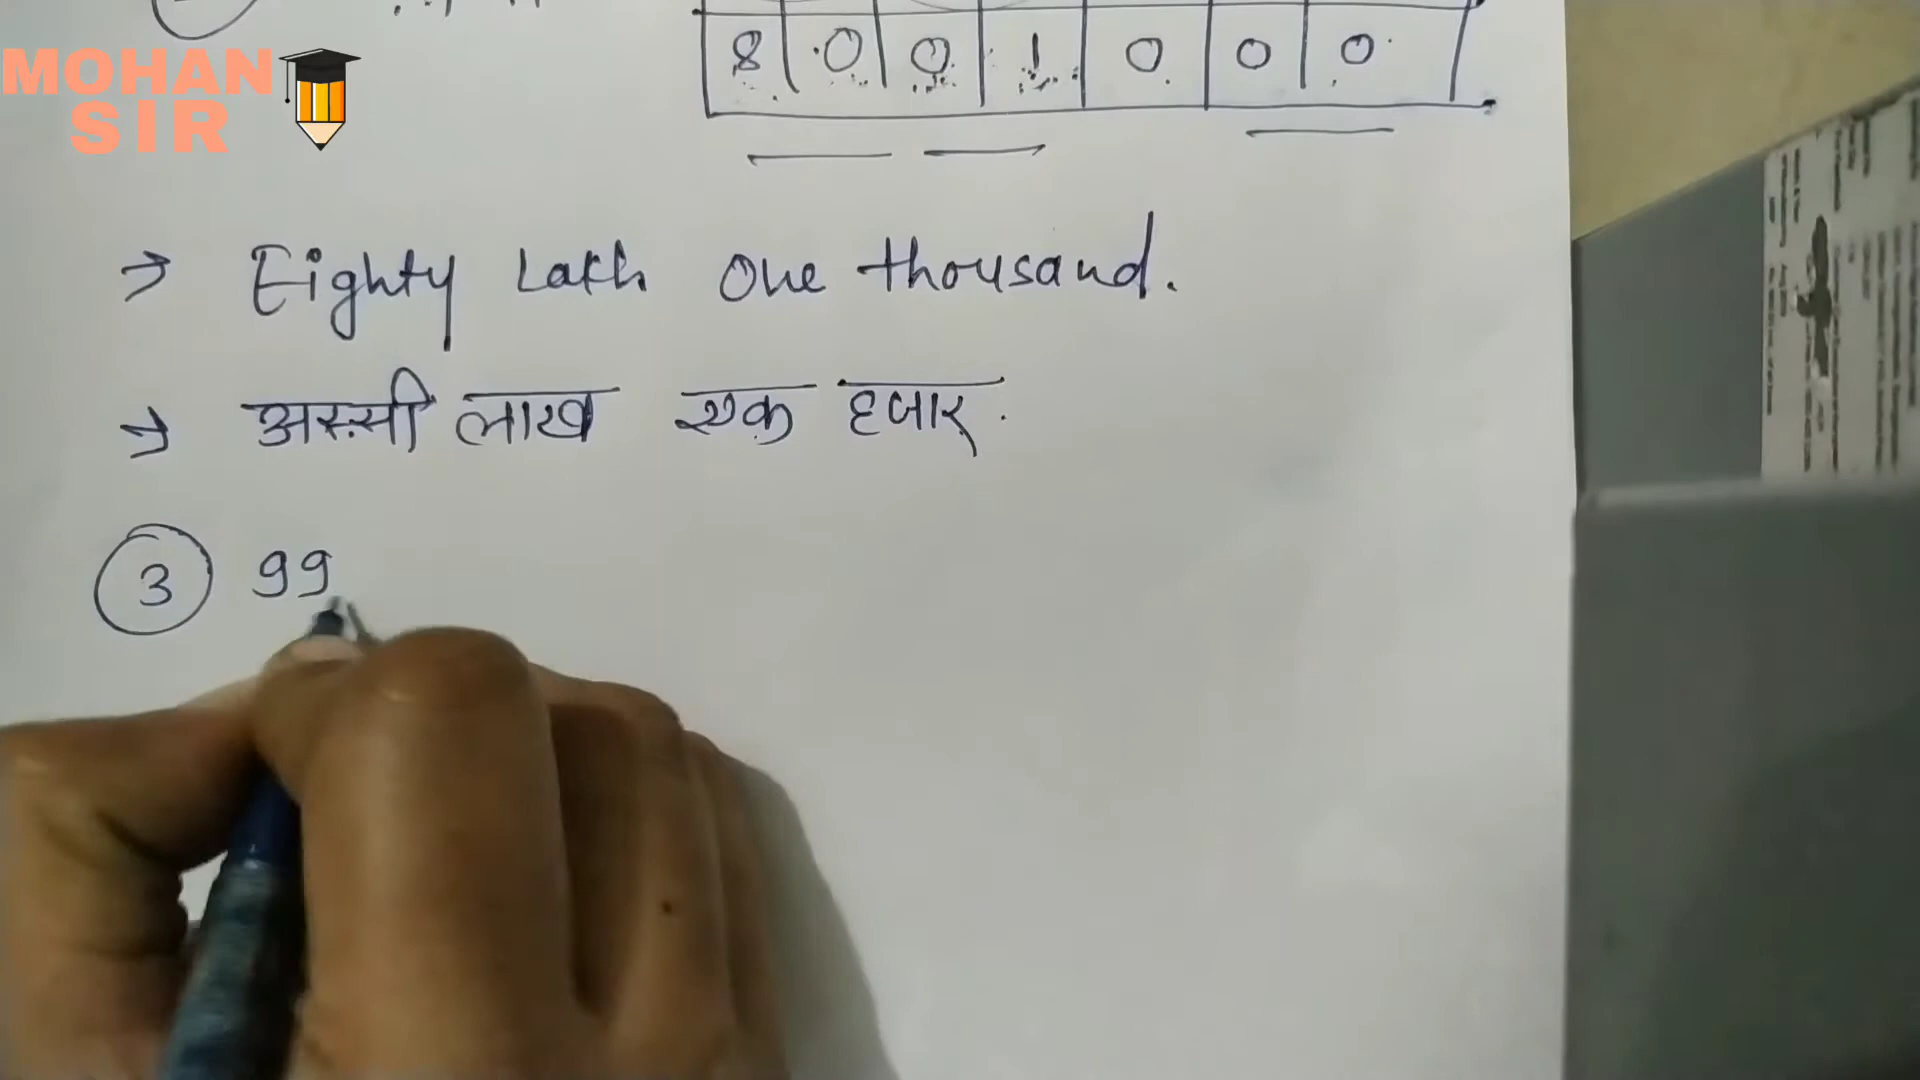 MOHAN
SIR
8 0 0 1 0 0 0
→ Eighty Lakh One thousand.
→ अस्सी लाख एक हजार.
3 99